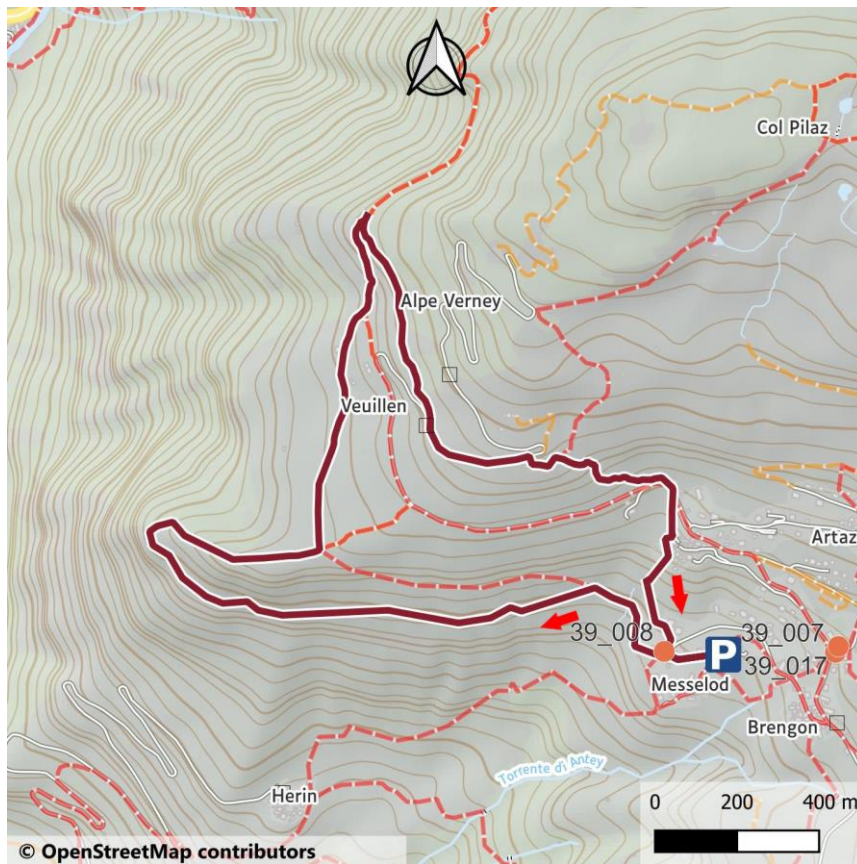 Col Pilaz
Alpe Verney
Veuillen
Artaz
39_008
39_007
P
39_017
Messelod
Brengon
Torrente di Antey
Herin
0 200 400 m
© OpenStreetMap contributors